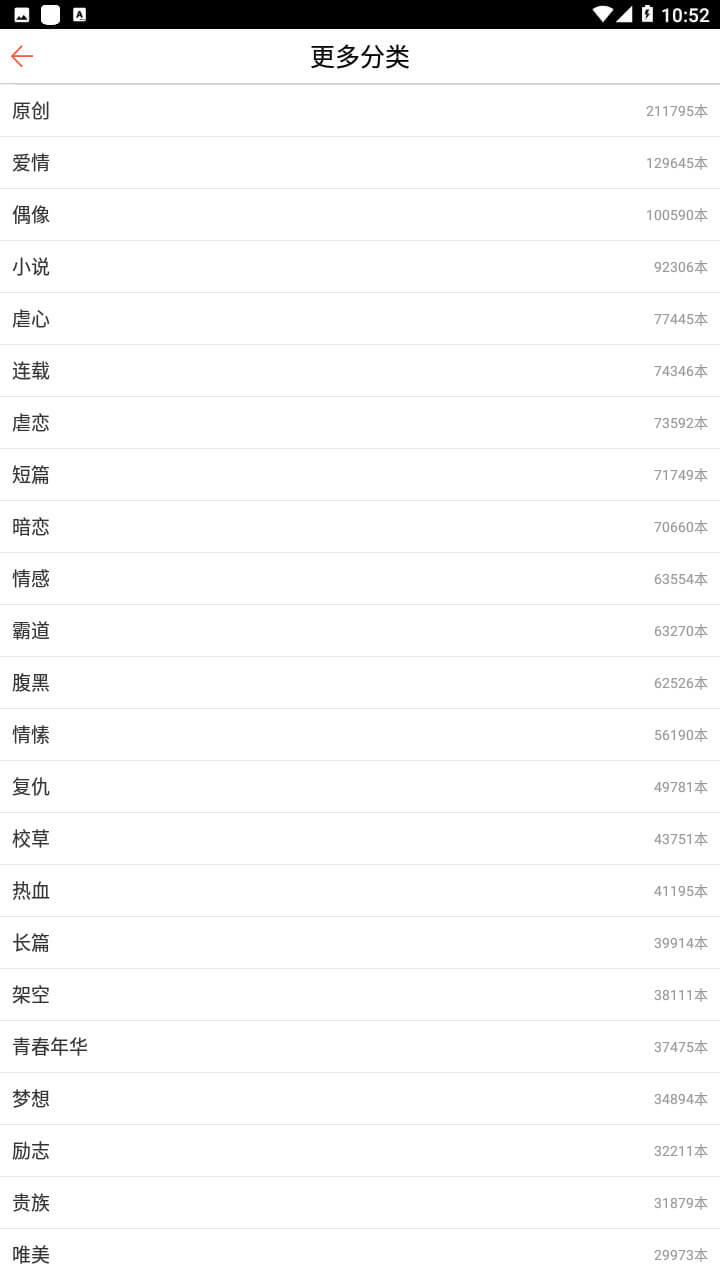 10:52
更多分类
原创 211795本
爱情 129645本
偶像 100590本
小说 92306本
虐心 77445本
连载 74346本
虐恋 73592本
短篇 71749本
暗恋 70660本
情感 63554本
霸道 63270本
腹黑 62526本
情愫 56190本
复仇 49781本
校草 43751本
热血 41195本
长篇 39914本
架空 38111本
青春年华 37475本
梦想 34894本
励志 32211本
贵族 31879本
唯美 29973本